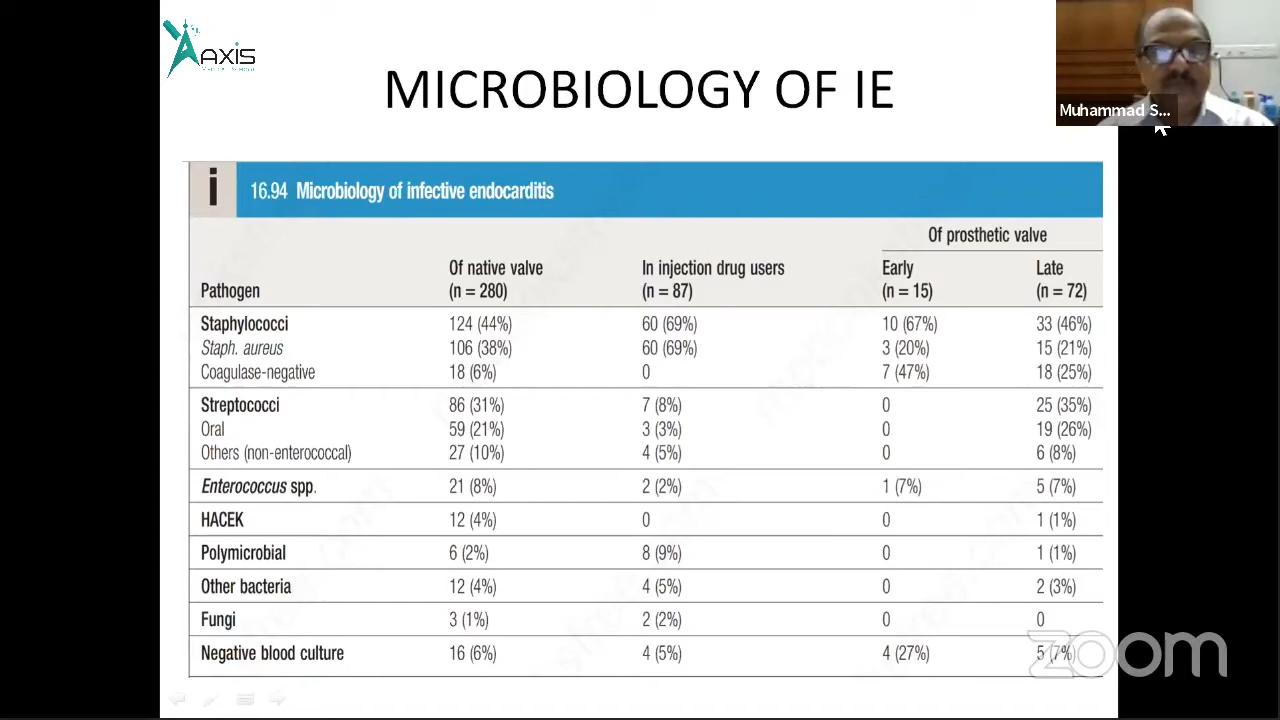 AXIS
MICROBIOLOGY OF IE
Muhammad S...
i 16.94 Microbiology of infective endocarditis
Of prosthetic valve
Of native valve In injection drug users Early Late
Pathogen (n = 280) (n = 87) (n = 15) (n = 72)
Staphylococci 124 (44%) 60 (69%) 10 (67%) 33 (46%)
Staph. aureus 106 (38%) 60 (69%) 3 (20%) 15 (21%)
Coagulase-negative 18 (6%) 0 7 (47%) 18 (25%)
Streptococci 86 (31%) 7 (8%) 0 25 (35%)
Oral 59 (21%) 3 (3%) 0 19 (26%)
Others (non-enterococcal) 27 (10%) 4 (5%) 0 6 (8%)
Enterococcus spp. 21 (8%) 2 (2%) 1 (7%) 5 (7%)
HACEK 12 (4%) 0 0 1 (1%)
Polymicrobial 6 (2%) 8 (9%) 0 1 (1%)
Other bacteria 12 (4%) 4 (5%) 0 2 (3%)
Fungi 3 (1%) 2 (2%) 0 0
Negative blood culture 16 (6%) 4 (5%) 4 (27%) 5 (7%)
zoom